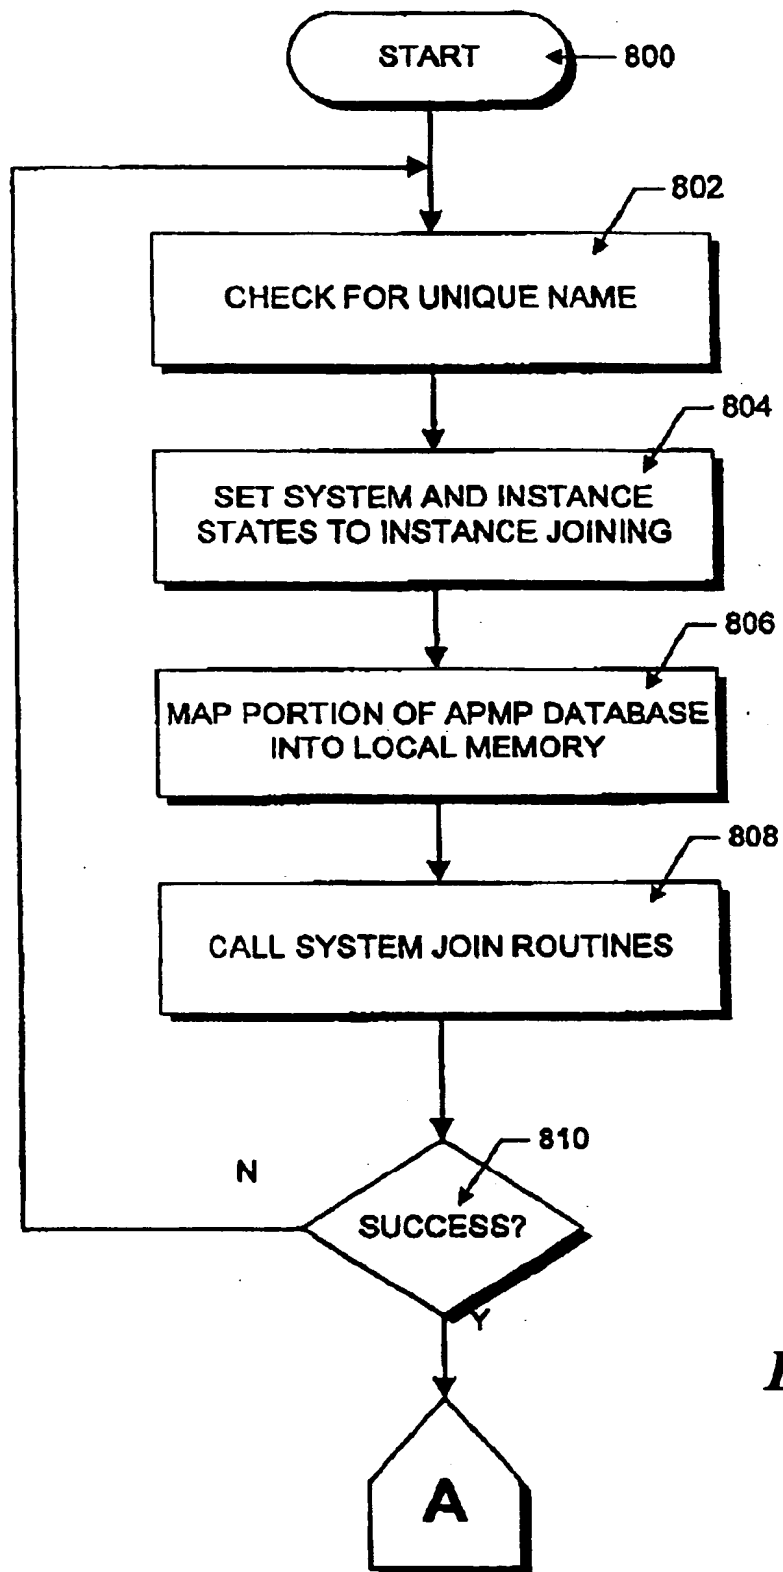 START
800
802
CHECK FOR UNIQUE NAME
804
SET SYSTEM AND INSTANCE
STATES TO INSTANCE JOINING
806
MAP PORTION OF APMP DATABASE
INTO LOCAL MEMORY
808
CALL SYSTEM JOIN ROUTINES
810
N
SUCCESS?
Y
A